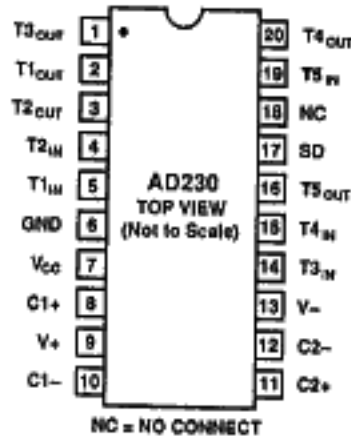 T3OUT 1 20 T4OUT
T1OUT 2 19 T5IN
T2OUT 3 18 NC
T2IN 4 17 SD
T1IN 5 AD230 16 T5OUT
TOP VIEW
GND 6 (Not to Scale) 15 T4IN
VCC 7 14 T3IN
C1+ 8 13 V−
V+ 9 12 C2−
C1− 10 11 C2+
NC = NO CONNECT